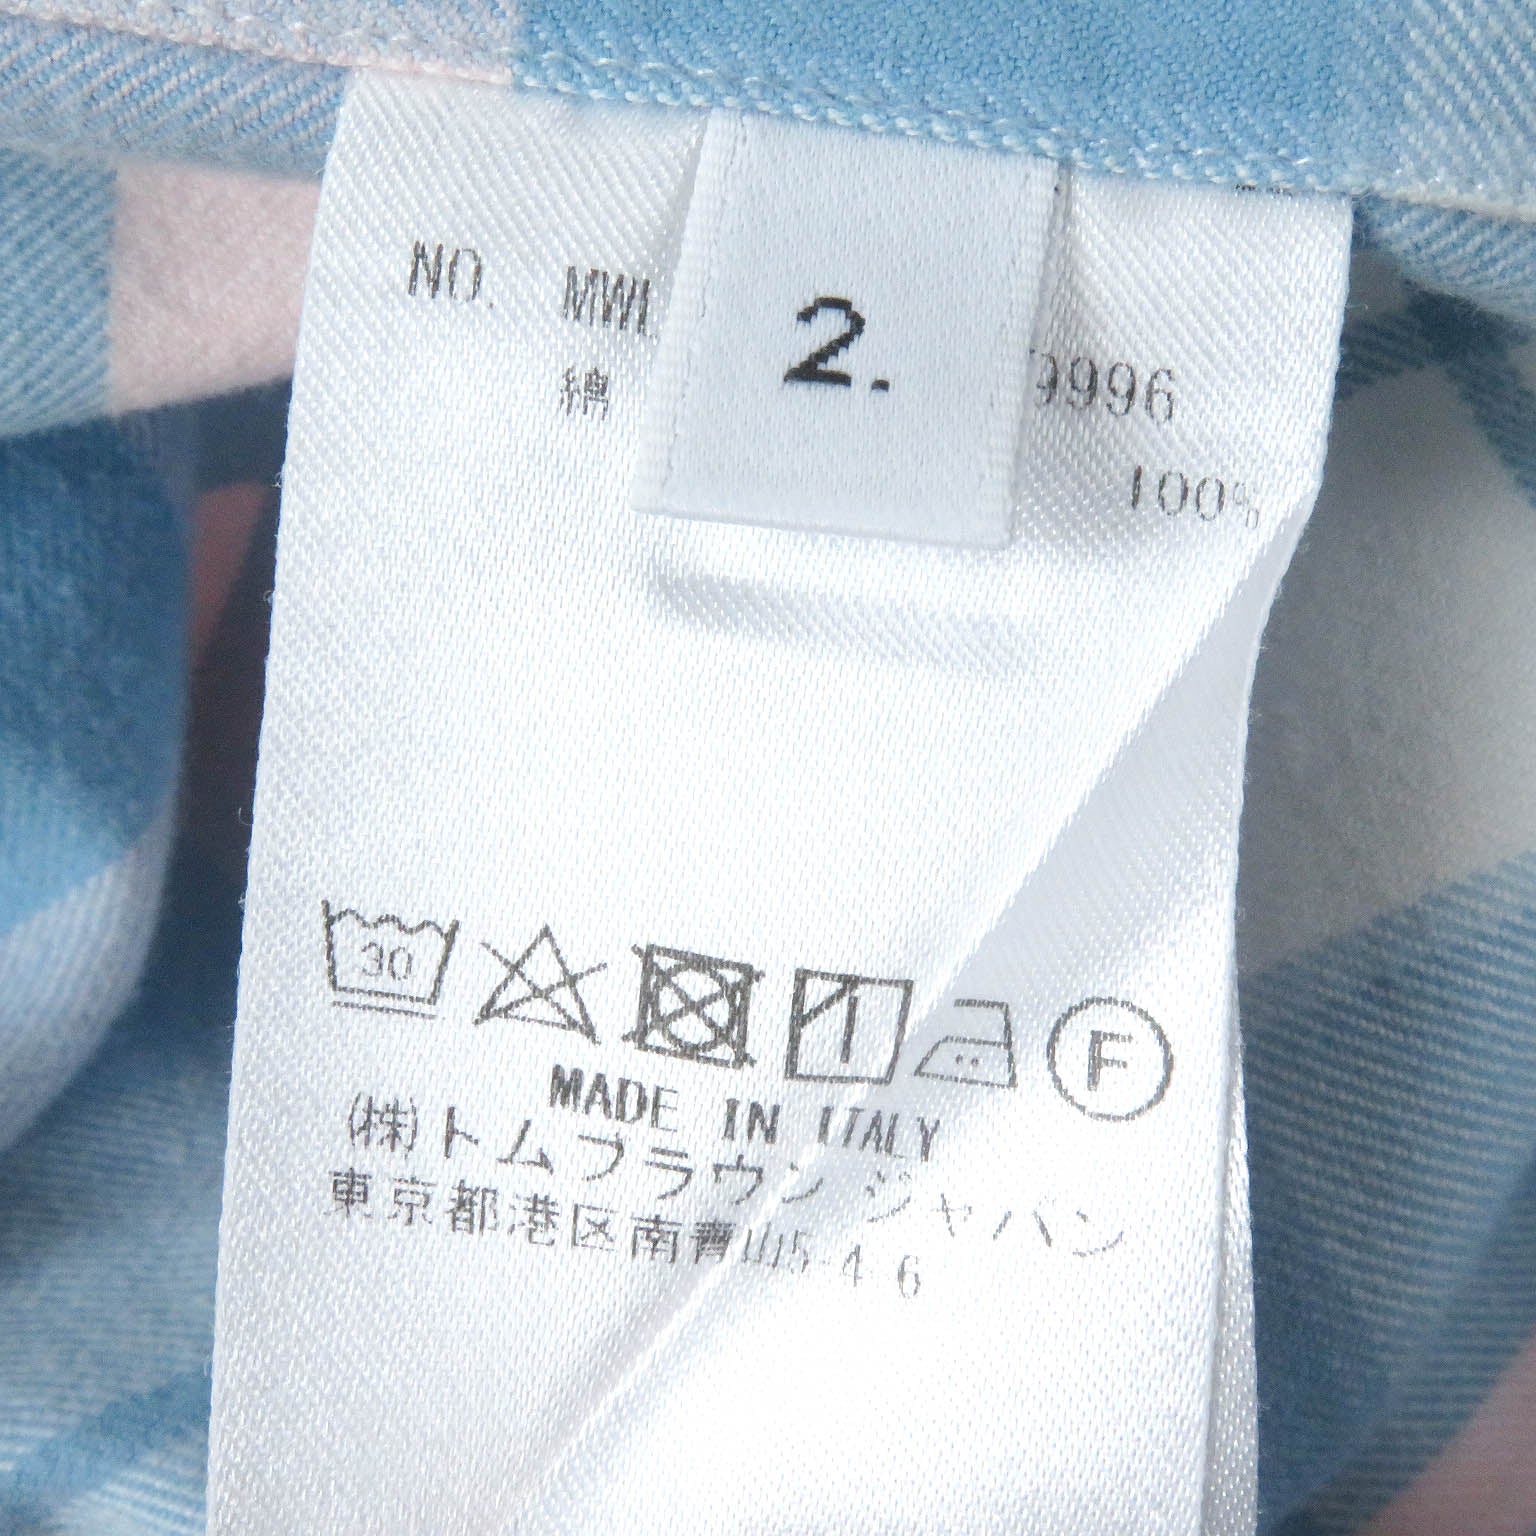 NO.
2.
9996
綿
100%
30
F
MADE IN ITALY
(株)トムブラウン ジャパン
東京都港区南青山5-4-6